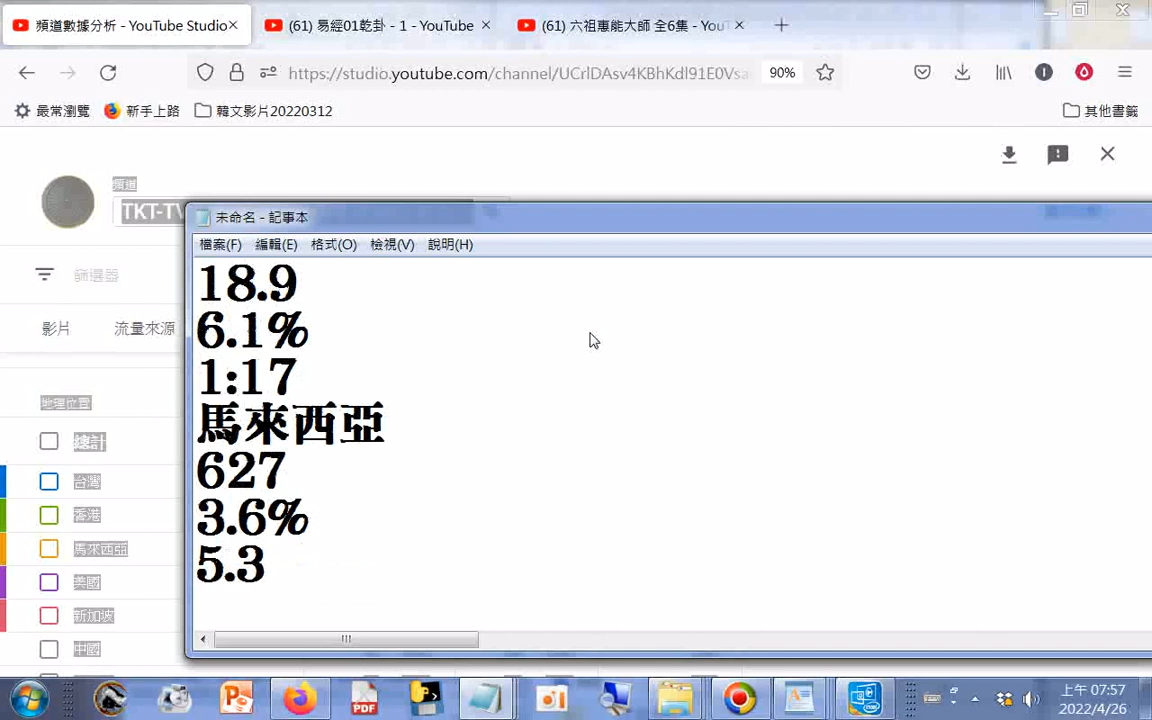 頻道數據分析 - YouTube Studio
(61) 易經01乾卦 - 1 - YouTube
(61) 六祖惠能大師 全6集 - You
https://studio.youtube.com/channel/UCrlDAsv4KBhKdl91E0Vsa
90%
最常瀏覽
新手上路
韓文影片20220312
其他書籤
頻道
TKT-TV
未命名 - 記事本
檔案(F) 編輯(E) 格式(O) 檢視(V) 說明(H)
篩選器
影片 流量來源
地理位置
總計
台灣
香港
馬來西亞
美國
新加坡
中國
18.9
6.1%
1:17
馬來西亞
627
3.6%
5.3
PDF
上午 07:57
2022/4/26